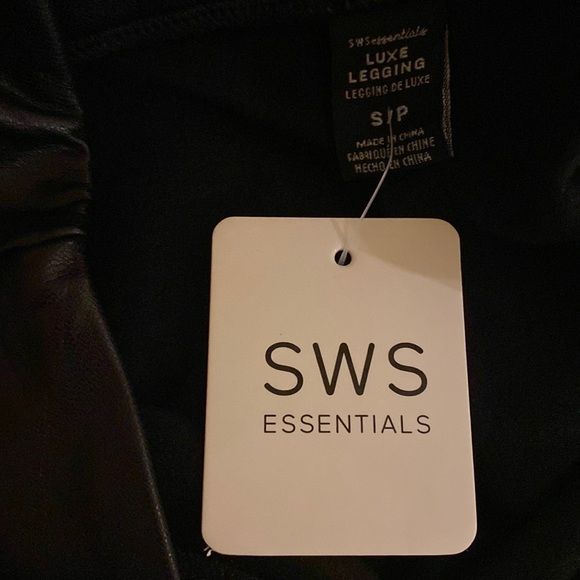 SWS essentials
LUXE
LEGGING
LEGGING DE LUXE
S/P
MADE IN CHINA
FABRIQUÉ EN CHINE
HECHO EN CHINA
SWS
ESSENTIALS